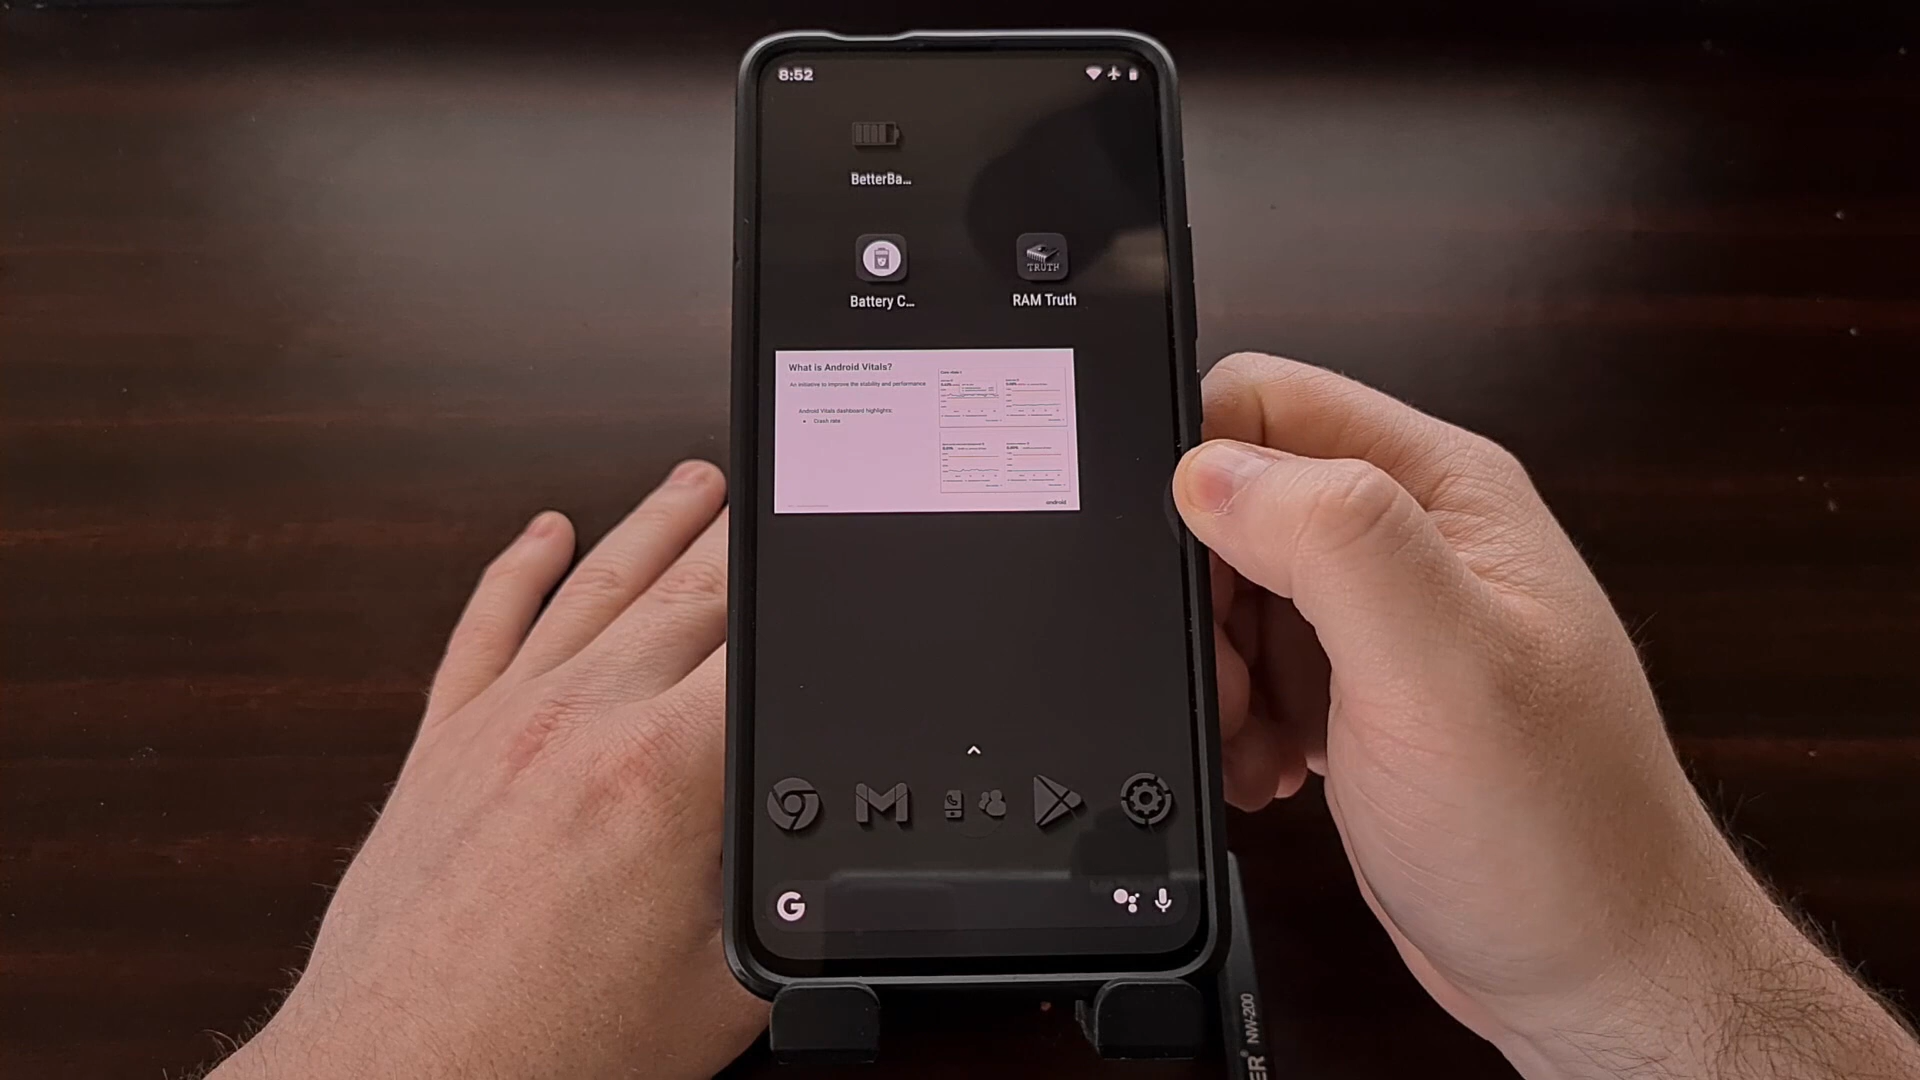 8:52
BetterBa...
TRUTH
Battery C...
RAM Truth
What is Android Vitals?
An initiative to improve the stability and performance
Android Vitals dashboard highlights:
• Crash rate
android
G
ER® NW-200